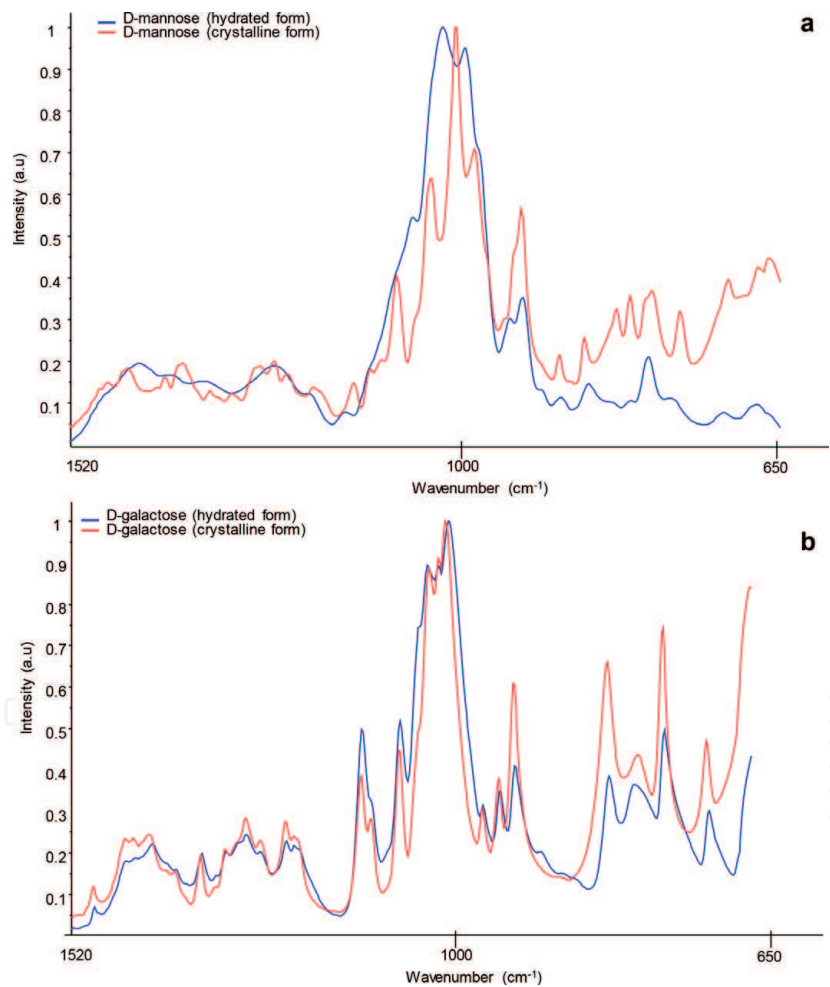 D-mannose (hydrated form)
D-mannose (crystalline form)
a
1
0.9
0.8
0.7
0.6
0.5
0.4
0.3
0.2
0.1
Intensity (a.u)
1520
1000
650
Wavenumber (cm-1)
D-galactose (hydrated form)
D-galactose (crystalline form)
b
1
0.9
0.8
0.7
0.6
0.5
0.4
0.3
0.2
0.1
Intensity (a.u)
1520
1000
650
Wavenumber (cm-1)